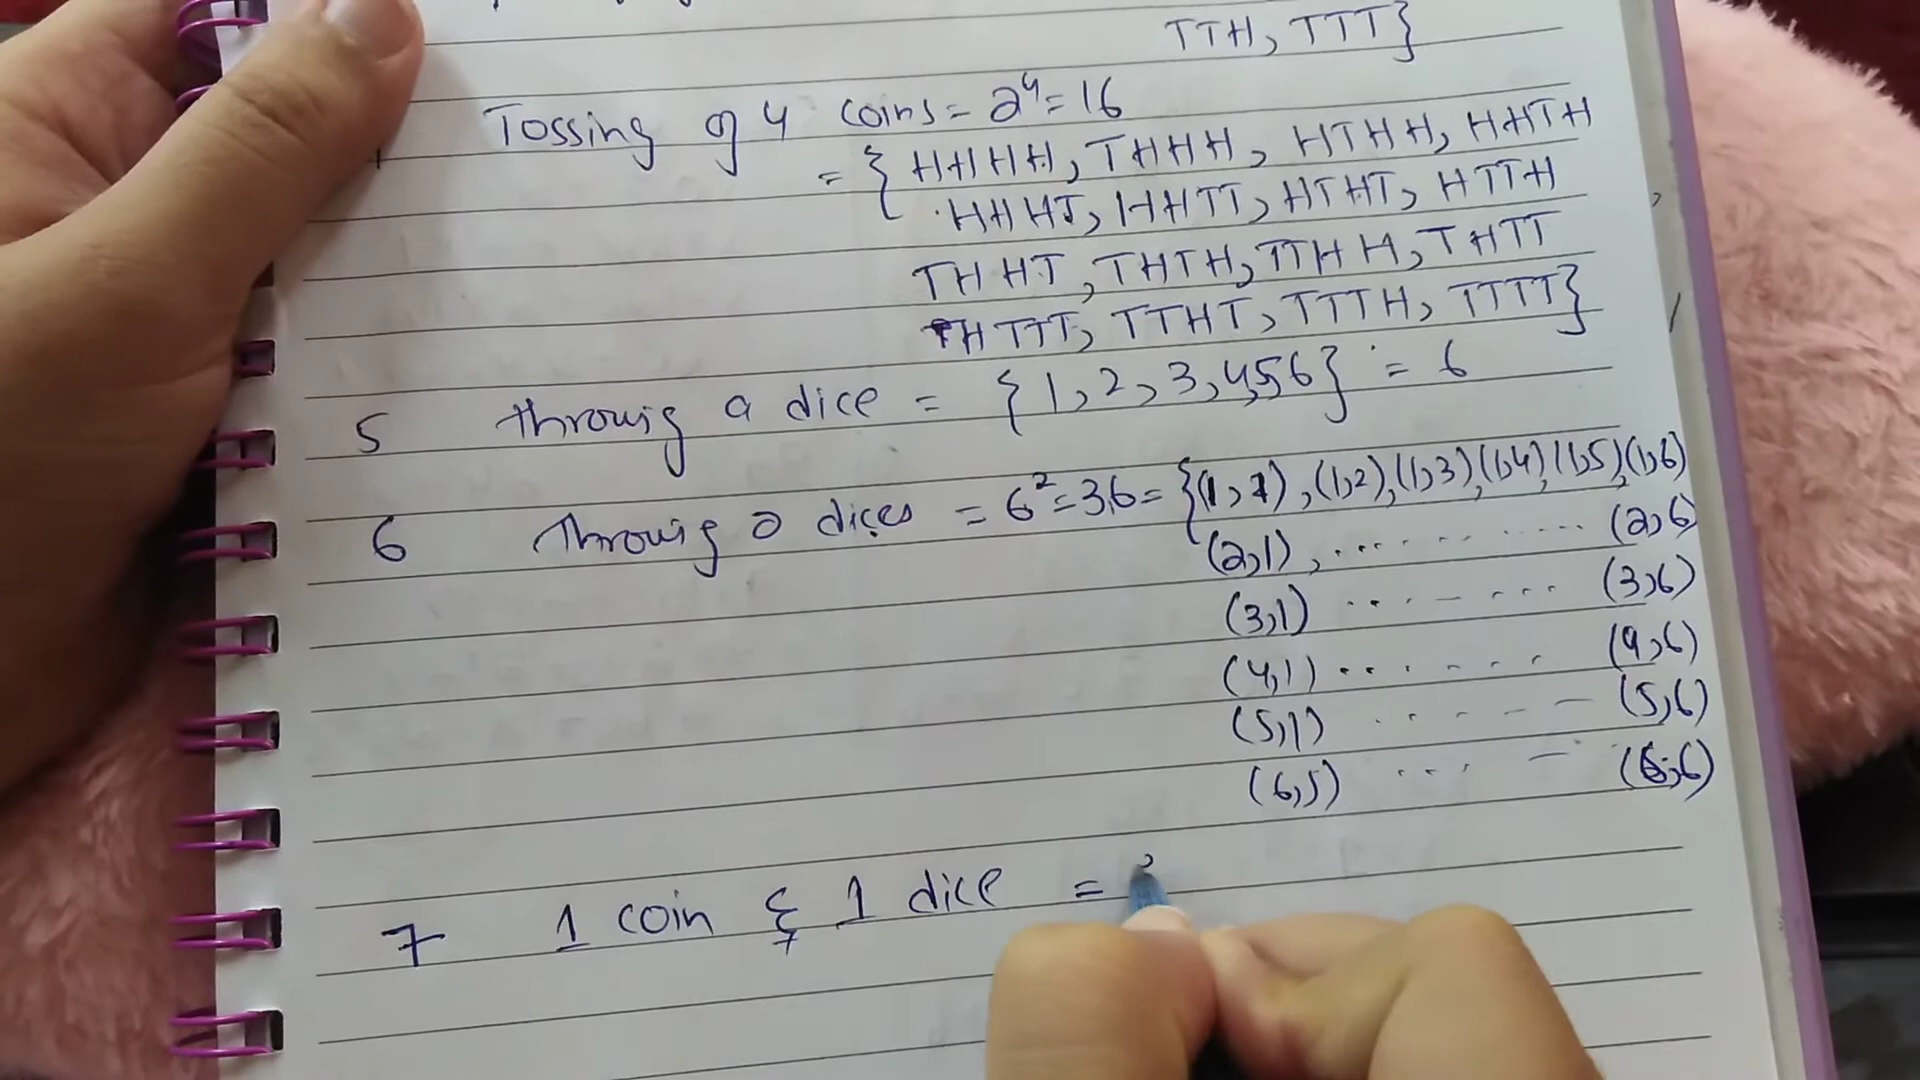 TTH, TTT}
Tossing of 4 coins = 2⁴ = 16
= {HHHH, THHH, HTHH, HHTH
HHHT, HHTT, HTHT, HTTH
THHT, THTH, TTHH, THTT
HTTT, TTHT, TTTH, TTTT}
5 throwig a dice = {1, 2, 3, 4, 5, 6} = 6
6 Throwig 2 dices = 6² = 36 = {(1,1), (1,2), (1,3), (1,4), (1,5), (1,6)
(2,1), ......... (2,6)
(3,1) ....... (3,6)
(4,1) ....... (4,6)
(5,1) ..... (5,6)
(6,5) .... (6,6)
7 1 coin & 1 dice =